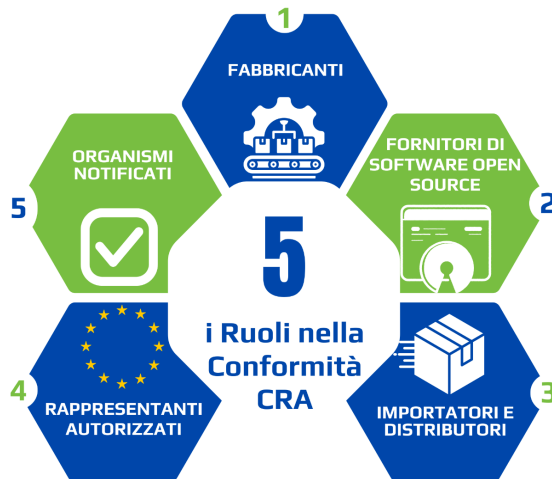 1
FABBRICANTI
ORGANISMI
NOTIFICATI
5
FORNITORI DI
SOFTWARE OPEN
SOURCE
2
5
i Ruoli nella
Conformità
CRA
4
RAPPRESENTANTI
AUTORIZZATI
IMPORTATORI E
DISTRIBUTORI
3